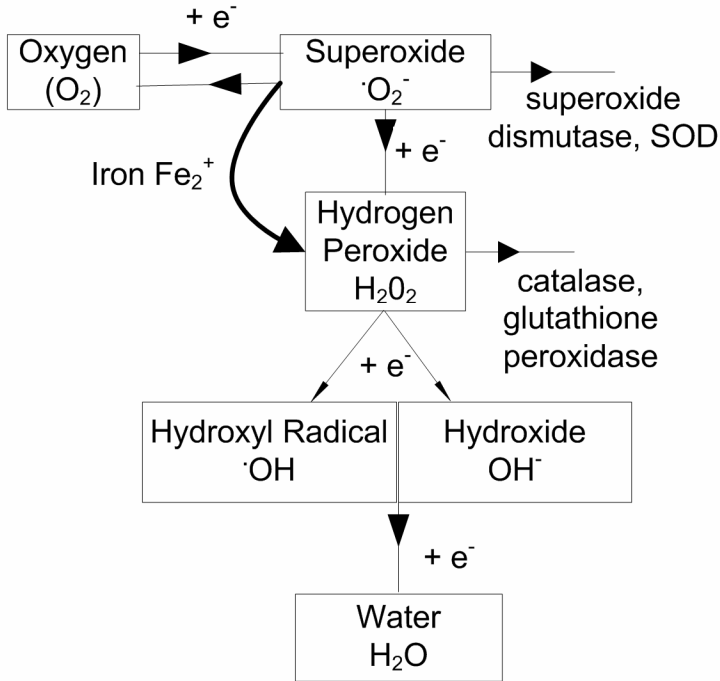 + e⁻
Oxygen
(O₂)
Superoxide
·O₂⁻
superoxide
dismutase, SOD
+ e⁻
Iron Fe₂⁺
Hydrogen
Peroxide
H₂0₂
catalase,
glutathione
peroxidase
+ e⁻
Hydroxyl Radical
·OH
Hydroxide
OH⁻
+ e⁻
Water
H₂O